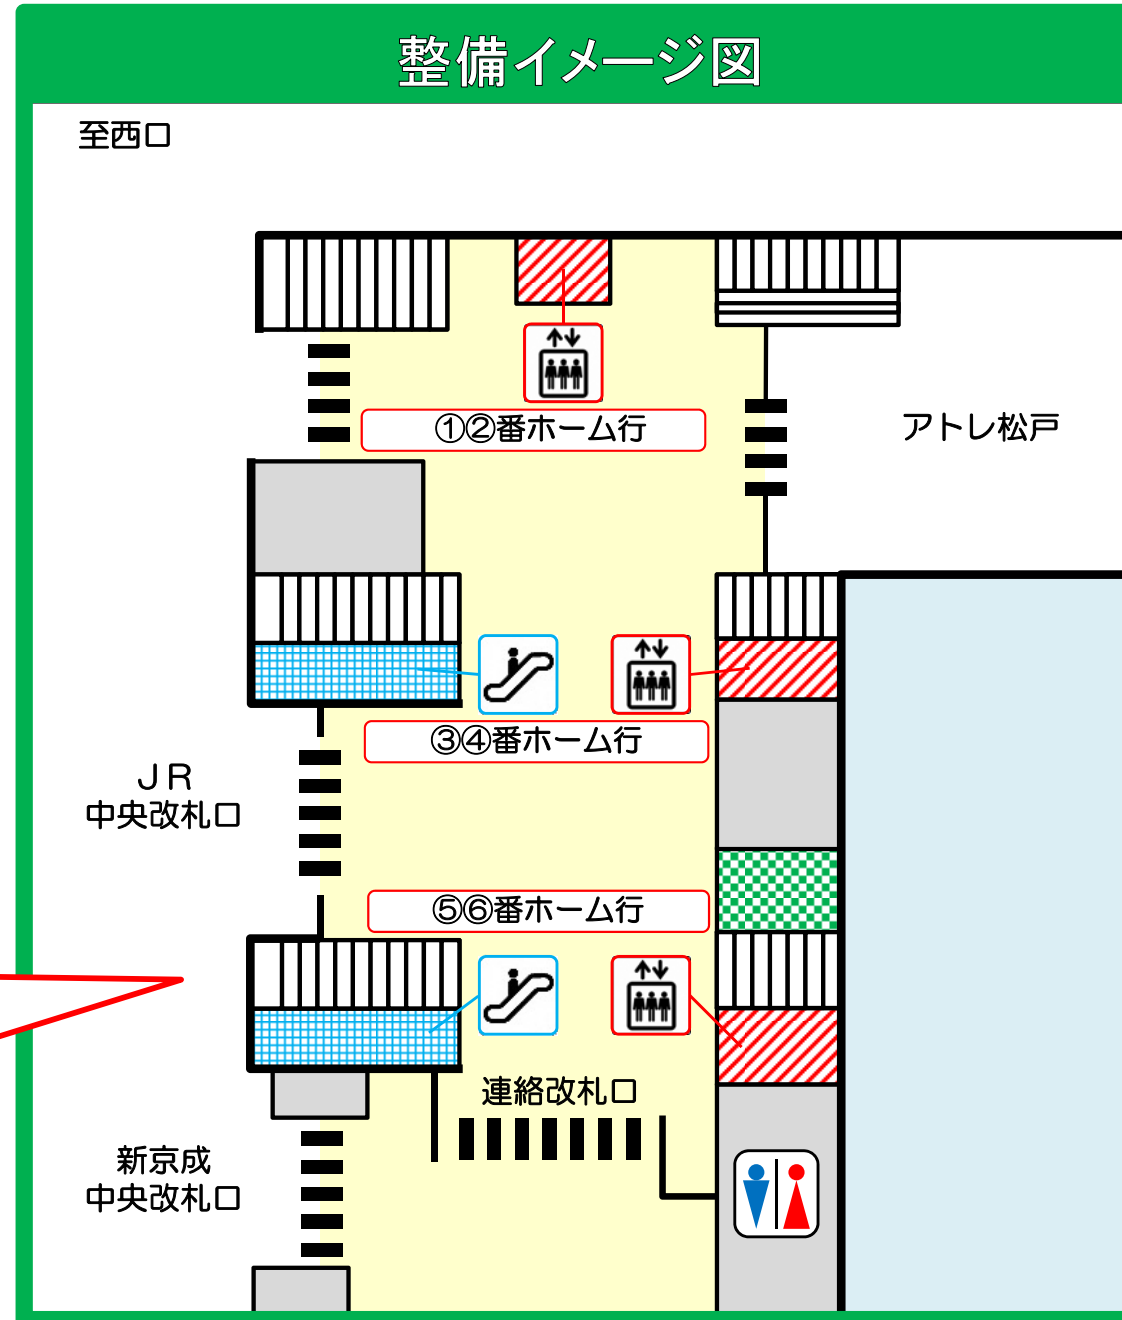 整備イメージ図
至西口
①②番ホーム行
アトレ松戸
③④番ホーム行
ＪＲ
中央改札口
⑤⑥番ホーム行
連絡改札口
新京成
中央改札口